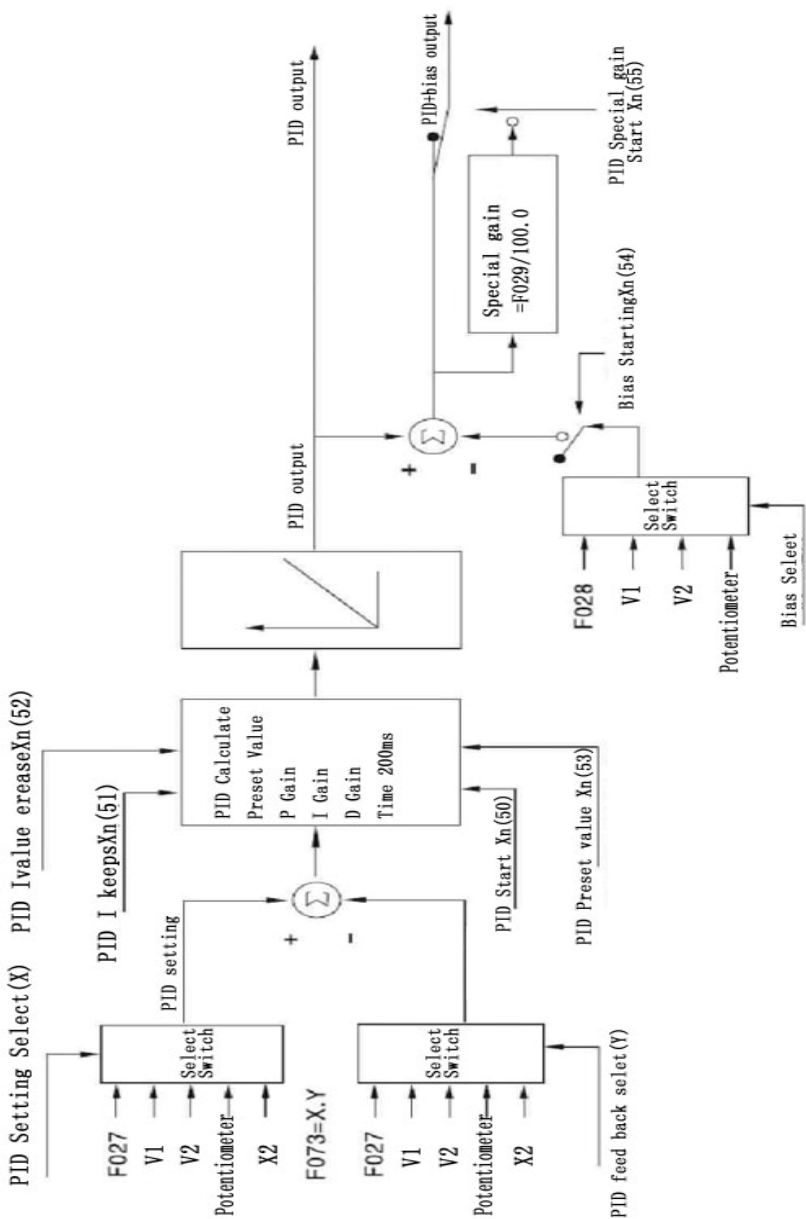 PID Setting Select(X)
F027
V1
V2
Potentiometer
X2
Select
Switch
PID setting
F073=X.Y
F027
V1
V2
Potentiometer
X2
Select
Switch
PID feed back selet(Y)
+
Σ
-
PID Ivalue ereaseXn(52)
PID I keepsXn(51)
PID Calculate
Preset Value
P Gain
I Gain
D Gain
Time 200ms
PID Start Xn(50)
PID Preset value Xn(53)
PID output
PID output
+
Σ
-
F028
V1
V2
Potentiometer
Select
Switch
Bias Seleet
Bias StartingXn(54)
Special gain
=F029/100.0
PID+bias output
PID Special gain
Start Xn(55)